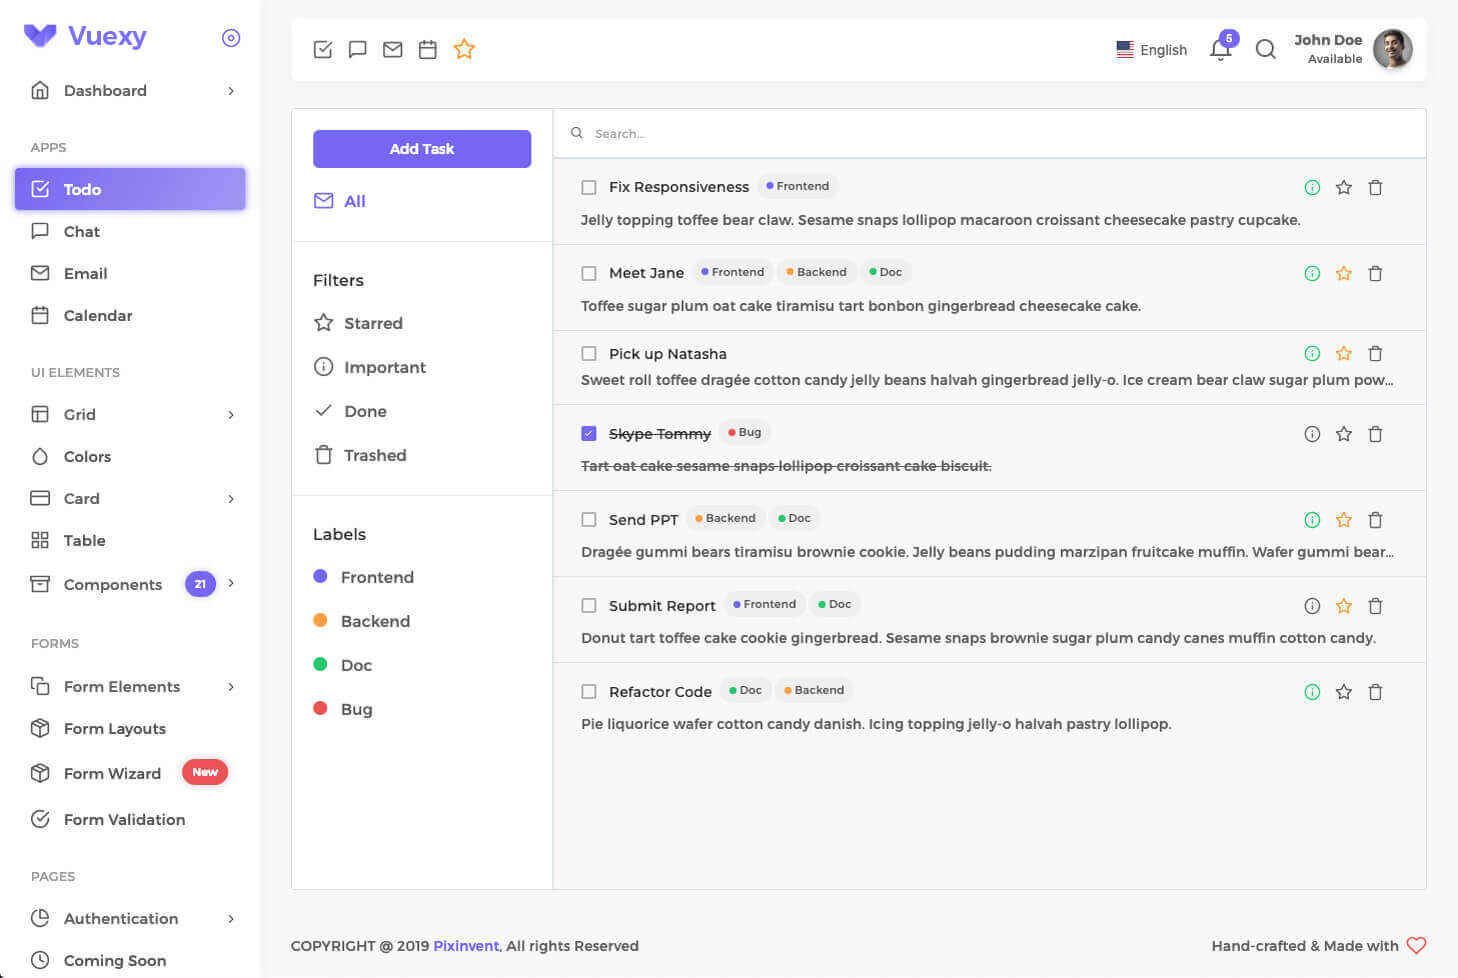 Vuexy
Dashboard
APPS
Todo
Chat
Email
Calendar
UI ELEMENTS
Grid
Colors
Card
Table
Components 21
FORMS
Form Elements
Form Layouts
Form Wizard New
Form Validation
PAGES
Authentication
Coming Soon
English
5
John Doe
Available
Add Task
All
Filters
Starred
Important
Done
Trashed
Labels
Frontend
Backend
Doc
Bug
Search...
Fix Responsiveness Frontend
Jelly topping toffee bear claw. Sesame snaps lollipop macaroon croissant cheesecake pastry cupcake.
Meet Jane Frontend Backend Doc
Toffee sugar plum oat cake tiramisu tart bonbon gingerbread cheesecake cake.
Pick up Natasha
Sweet roll toffee dragée cotton candy jelly beans halvah gingerbread jelly-o. Ice cream bear claw sugar plum pow...
Skype Tommy Bug
Tart oat cake sesame snaps lollipop croissant cake biscuit.
Send PPT Backend Doc
Dragée gummi bears tiramisu brownie cookie. Jelly beans pudding marzipan fruitcake muffin. Wafer gummi bear...
Submit Report Frontend Doc
Donut tart toffee cake cookie gingerbread. Sesame snaps brownie sugar plum candy canes muffin cotton candy.
Refactor Code Doc Backend
Pie liquorice wafer cotton candy danish. Icing topping jelly-o halvah pastry lollipop.
COPYRIGHT @ 2019 Pixinvent, All rights Reserved
Hand-crafted & Made with